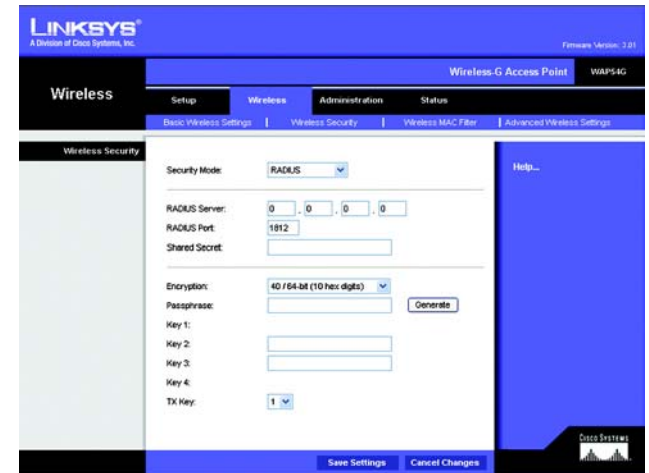 LINKSYS®
A Division of Cisco Systems, Inc.
Firmware Version: 3.01
Wireless-G Access Point WAP54G
Wireless
Setup Wireless Administration Status
Basic Wireless Settings | Wireless Security | Wireless MAC Filter | Advanced Wireless Settings
Wireless Security
Help...
Security Mode: RADIUS
RADIUS Server: 0 . 0 . 0 . 0
RADIUS Port: 1812
Shared Secret:
Encryption: 40 / 64-bit (10 hex digits)
Passphrase: Generate
Key 1:
Key 2:
Key 3:
Key 4:
TX Key: 1
Save Settings Cancel Changes
CISCO SYSTEMS